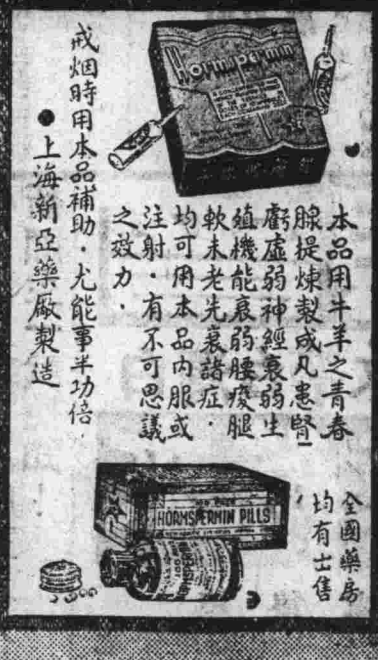 HORMSPERMIN
本品用牛羊之青春
腺提煉製成凡患腎
虧虛弱神經衰弱生
殖機能衰弱腰痠腿
軟未老先衰諸症．
均可用本品內服或
注射．有不可思議
之效力．
戒烟時用本品補助．尤能事半功倍．
●上海新亞藥廠製造
全國藥房
均有出售
HORMSPERMIN PILLS
HORMSPERMIN